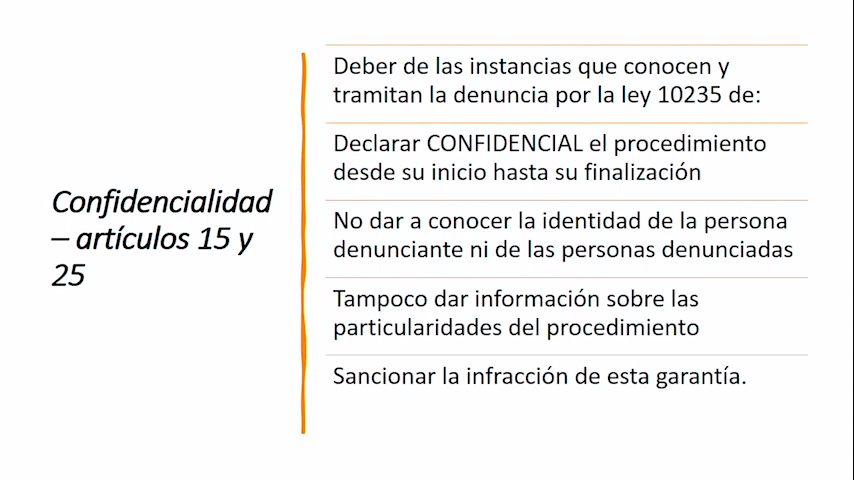 Confidencialidad
– artículos 15 y
25
Deber de las instancias que conocen y
tramitan la denuncia por la ley 10235 de:
Declarar CONFIDENCIAL el procedimiento
desde su inicio hasta su finalización
No dar a conocer la identidad de la persona
denunciante ni de las personas denunciadas
Tampoco dar información sobre las
particularidades del procedimiento
Sancionar la infracción de esta garantía.